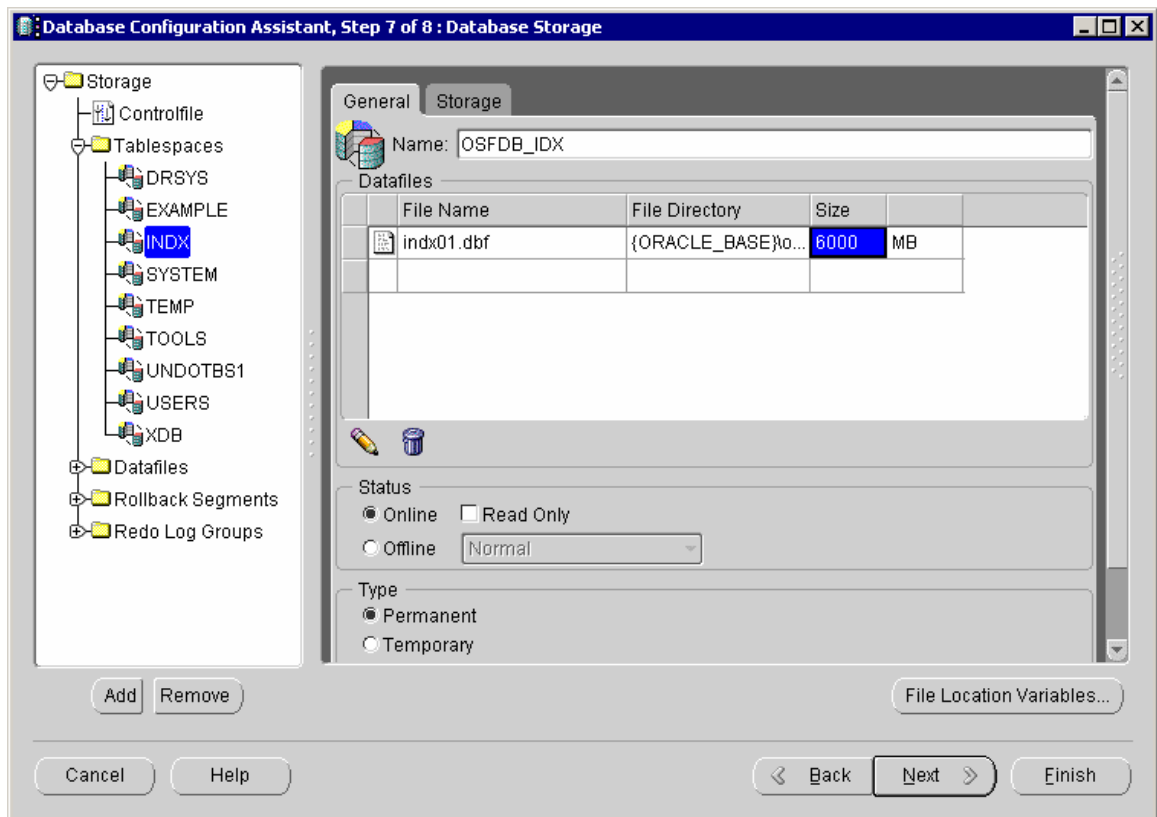 Database Configuration Assistant, Step 7 of 8 : Database Storage
Storage
Controlfile
Tablespaces
DRSYS
EXAMPLE
INDX
SYSTEM
TEMP
TOOLS
UNDOTBS1
USERS
XDB
Datafiles
Rollback Segments
Redo Log Groups
General Storage
Name: OSFDB_IDX
Datafiles
File Name File Directory Size
indx01.dbf {ORACLE_BASE}\o... 6000 MB
Status
Online Read Only
Offline Normal
Type
Permanent
Temporary
Add Remove File Location Variables...
Cancel Help Back Next Finish